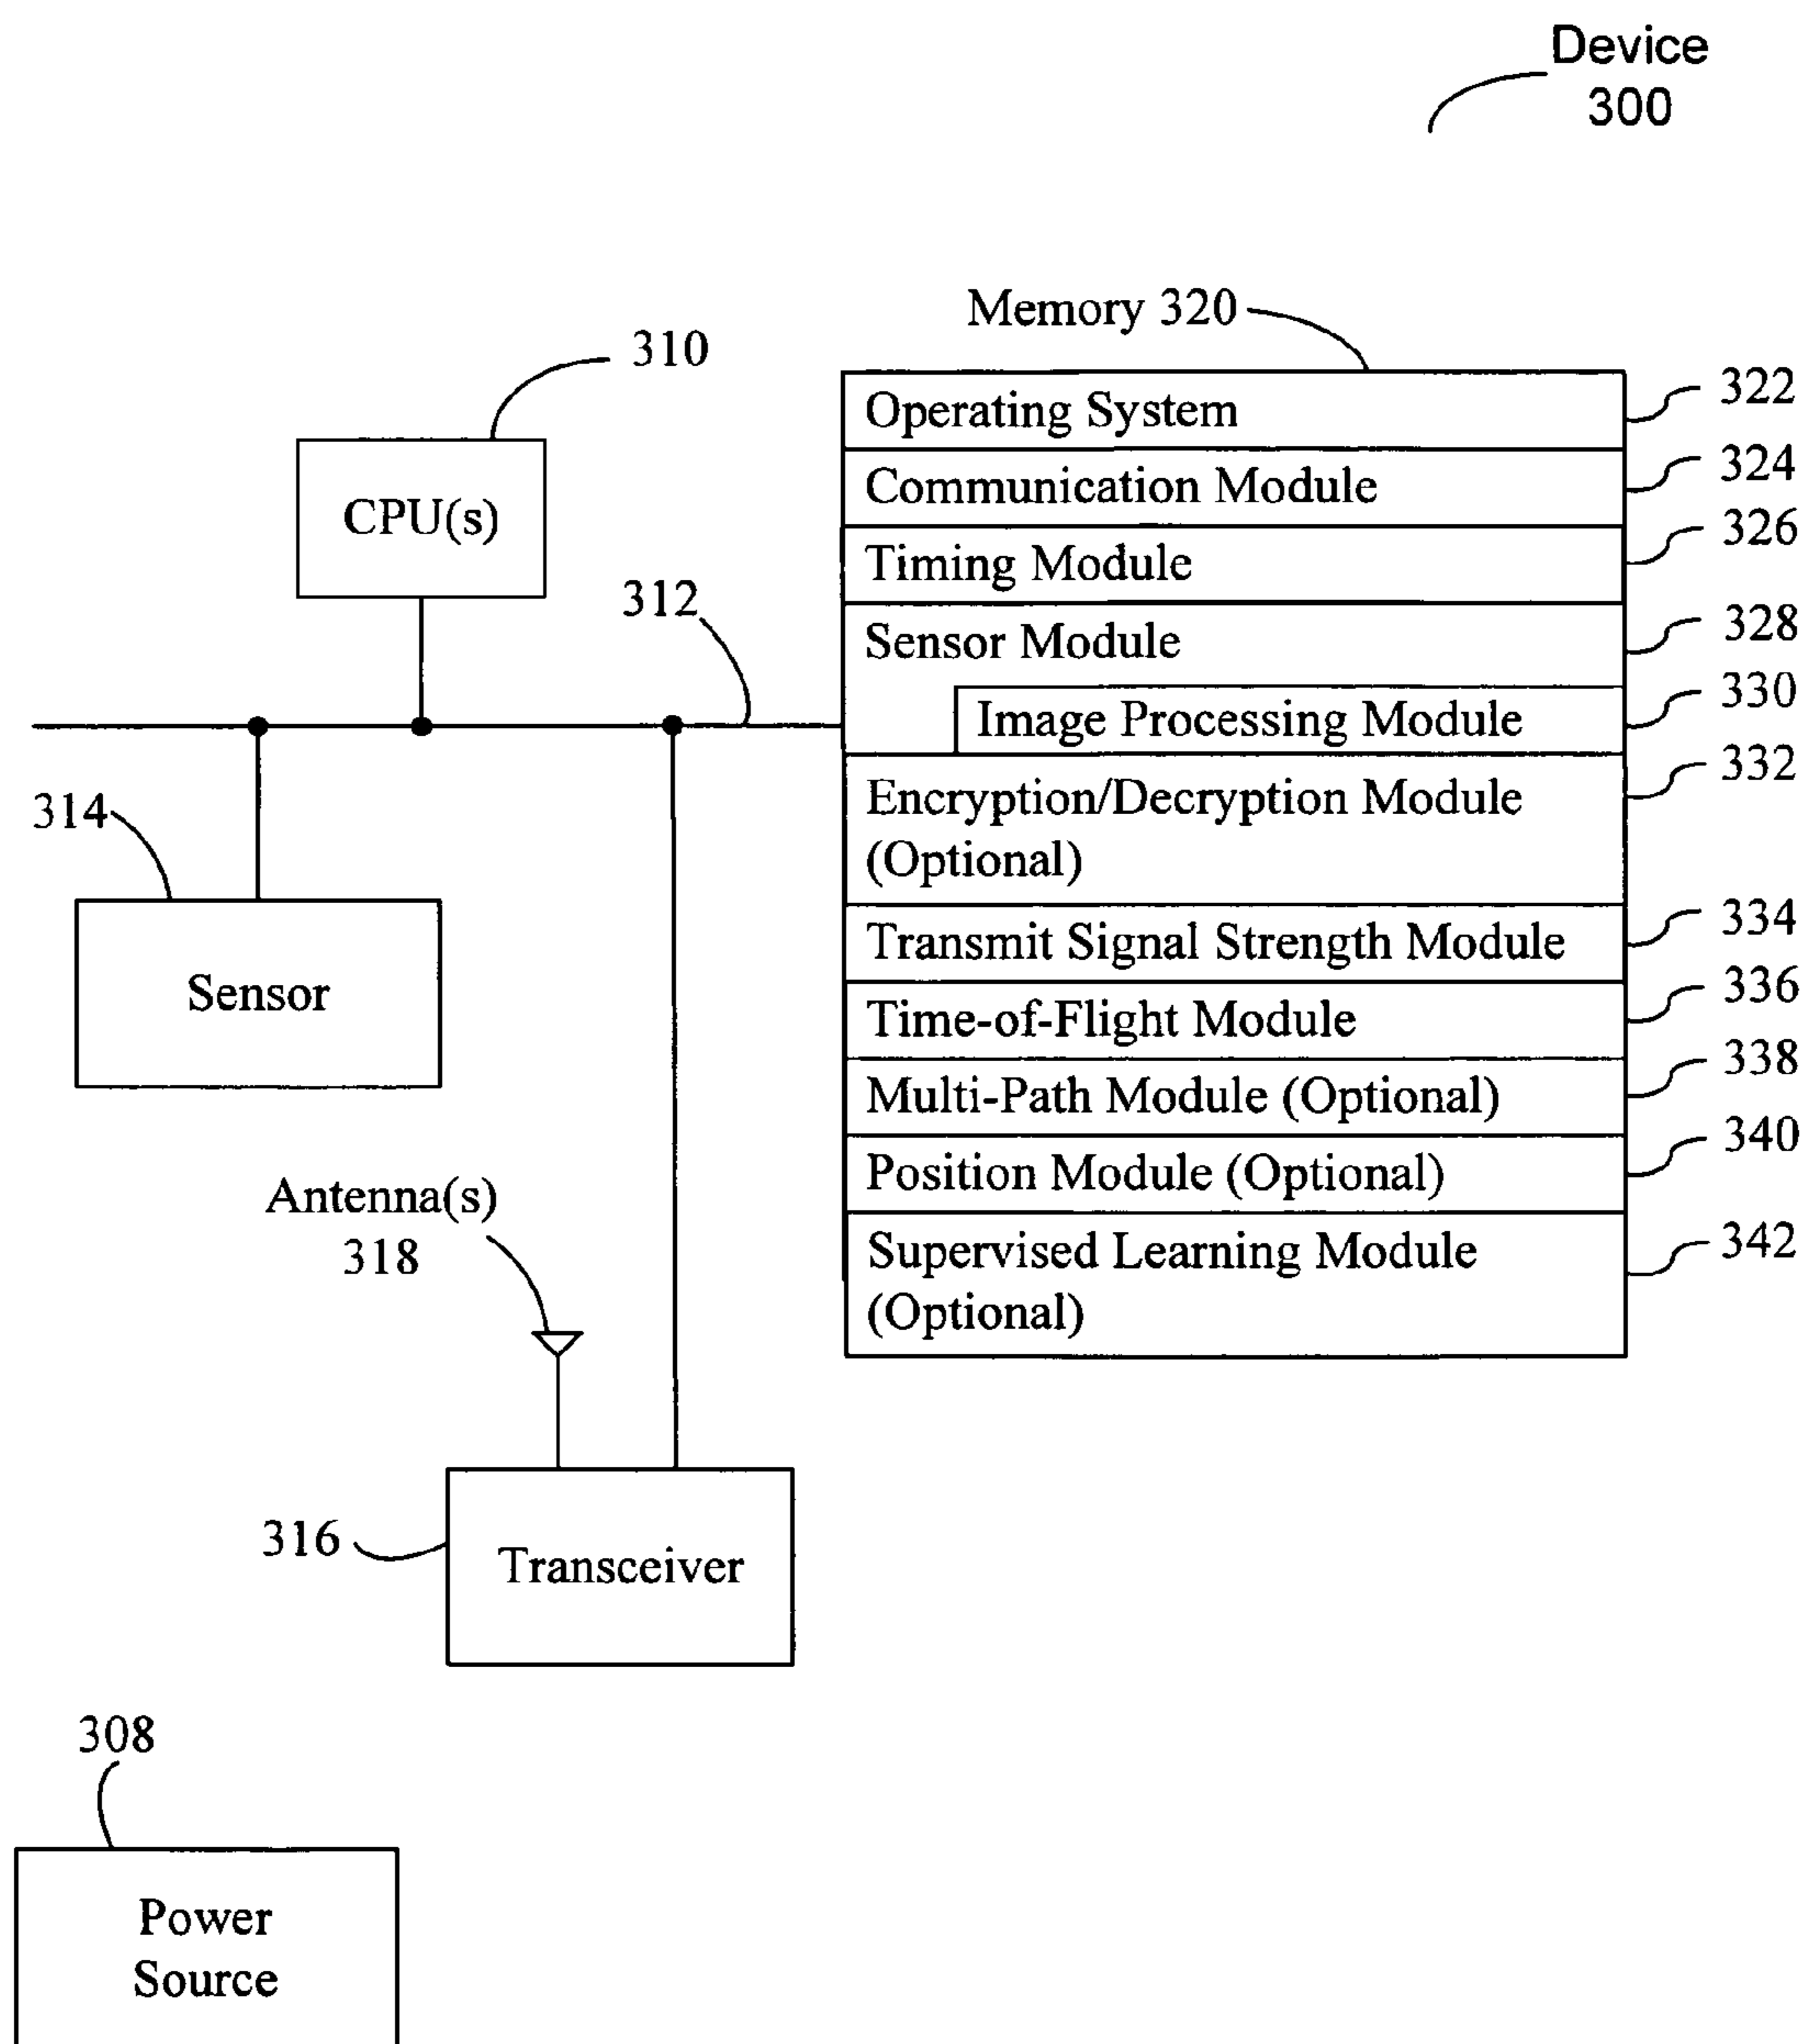 Device
300
Memory 320
310
CPU(s)
312
314
Sensor
Operating System
322
Communication Module
324
Timing Module
326
Sensor Module
328
Image Processing Module
330
Encryption/Decryption Module
(Optional)
332
Transmit Signal Strength Module
334
Time-of-Flight Module
336
Multi-Path Module (Optional)
338
Position Module (Optional)
340
Supervised Learning Module
(Optional)
342
Antenna(s)
318
316
Transceiver
308
Power
Source